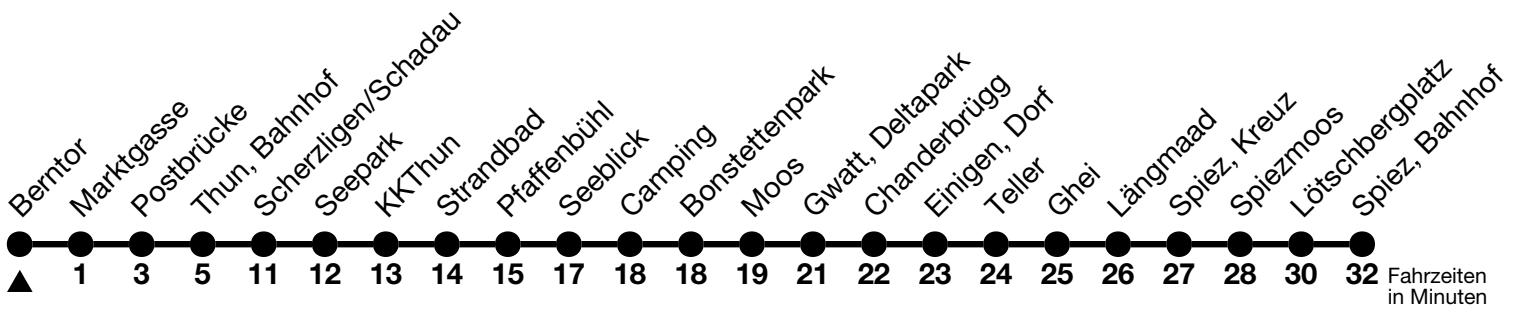 Berntor
Marktgasse
Postbrücke
Thun, Bahnhof
Scherzligen/Schadau
Seepark
KKThun
Strandbad
Pfaffenbühl
Seeblick
Camping
Bonstettenpark
Moos
Gwatt, Deltapark
Chanderbrügg
Einigen, Dorf
Teller
Ghei
Längmaad
Spiez, Kreuz
Spiezmoos
Lötschbergplatz
Spiez, Bahnhof
1 3 5 11 12 13 14 15 17 18 18 19 21 22 23 24 25 26 27 28 30 32
Fahrzeiten
in Minuten